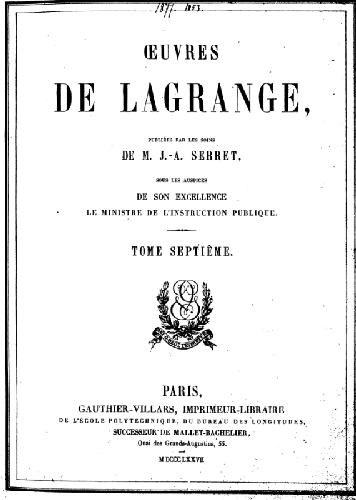 1877. 1853.
ŒUVRES
DE LAGRANGE,
PUBLIÉES PAR LES SOINS
DE M. J.-A. SERRET,
SOUS LES AUSPICES
DE SON EXCELLENCE
LE MINISTRE DE L'INSTRUCTION PUBLIQUE.
TOME SEPTIÈME.
PARIS,
GAUTHIER-VILLARS, IMPRIMEUR-LIBRAIRE
DE L'ÉCOLE POLYTECHNIQUE, DU BUREAU DES LONGITUDES,
SUCCESSEUR DE MALLET-BACHELIER,
Quai des Grands-Augustins, 55.
MDCCCLXXVII